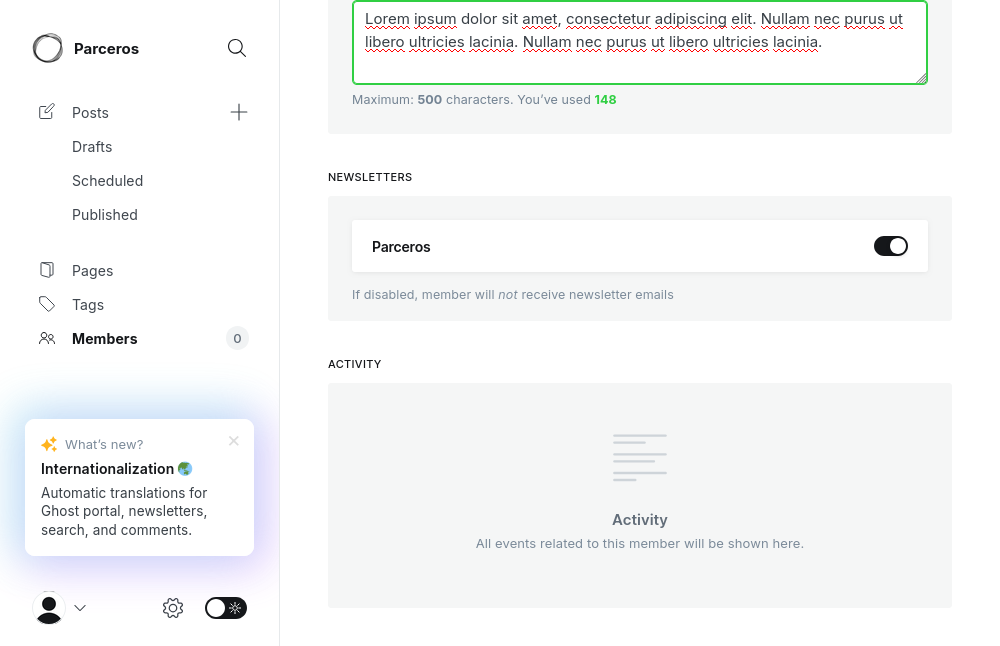 Parceros
Posts
Drafts
Scheduled
Published
Pages
Tags
Members
0
What's new?
Internationalization
Automatic translations for
Ghost portal, newsletters,
search, and comments.
Lorem ipsum dolor sit amet, consectetur adipiscing elit. Nullam nec purus ut
libero ultricies lacinia. Nullam nec purus ut libero ultricies lacinia.
Maximum: 500 characters. You've used 148
NEWSLETTERS
Parceros
If disabled, member will not receive newsletter emails
ACTIVITY
Activity
All events related to this member will be shown here.